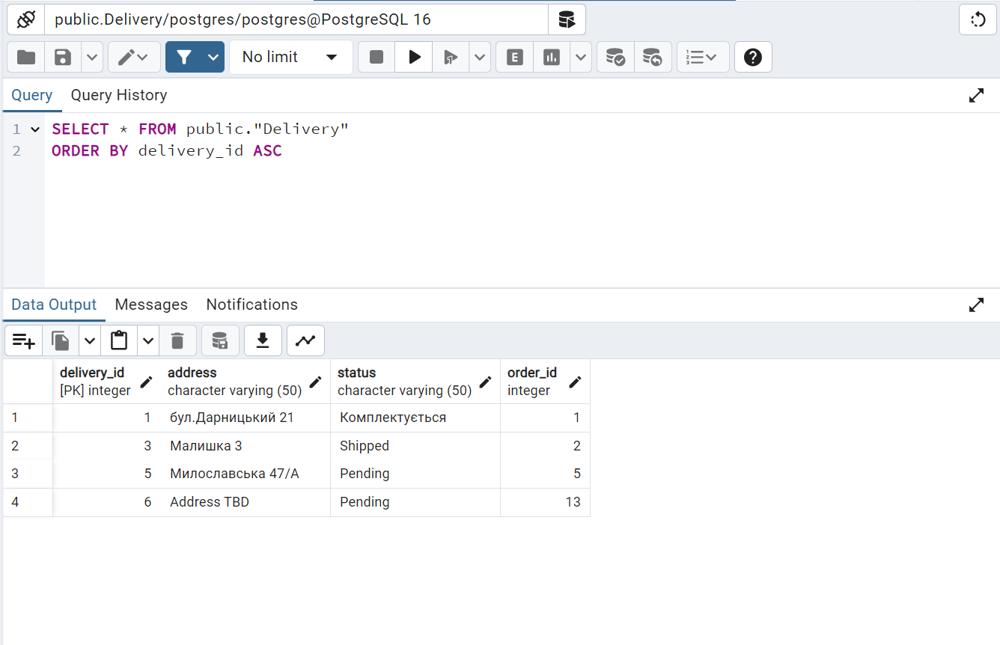 public.Delivery/postgres/postgres@PostgreSQL 16
No limit
E
Query Query History
1 SELECT * FROM public."Delivery"
2 ORDER BY delivery_id ASC
Data Output Messages Notifications
delivery_id address status order_id
[PK] integer character varying (50) character varying (50) integer
1 1 бул.Дарницький 21 Комплектується 1
2 3 Малишка 3 Shipped 2
3 5 Милославська 47/А Pending 5
4 6 Address TBD Pending 13